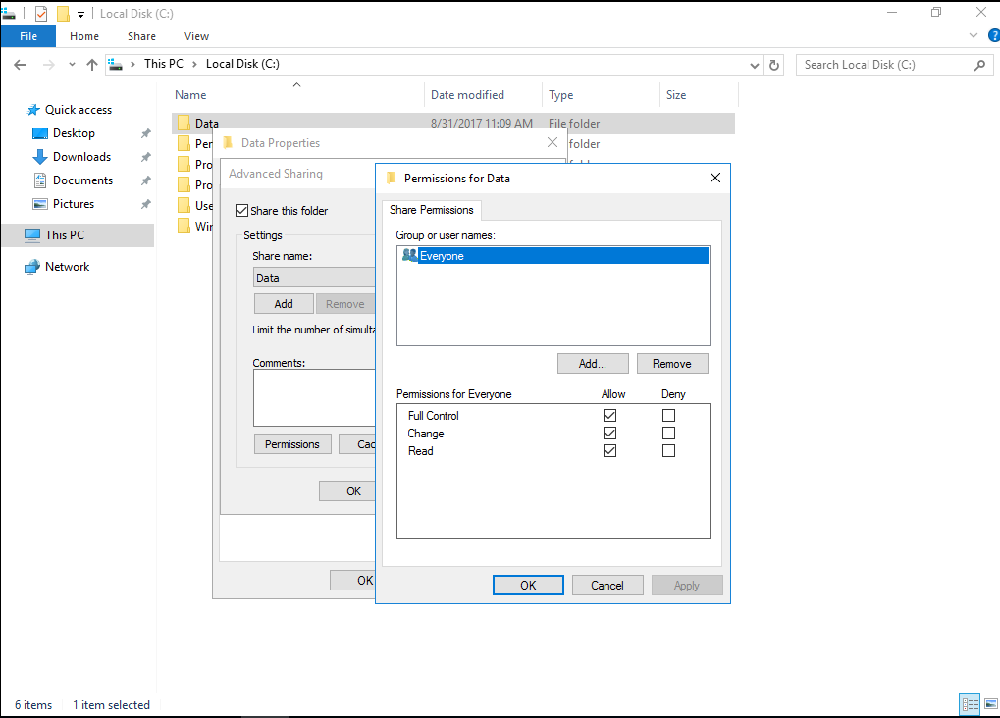 Local Disk (C:)
File Home Share View
This PC Local Disk (C:) Search Local Disk (C:)
Name Date modified Type Size
Quick access
Desktop
Downloads
Documents
Pictures
This PC
Network
Data 8/31/2017 11:09 AM File folder
Per folder
Pro
Pro
Use
Win
Data Properties
Advanced Sharing
Share this folder
Settings
Share name:
Data
Add Remove
Limit the number of simulta
Comments:
Permissions Cac
OK
OK
Permissions for Data
Share Permissions
Group or user names:
Everyone
Add... Remove
Permissions for Everyone Allow Deny
Full Control
Change
Read
OK Cancel Apply
6 items 1 item selected